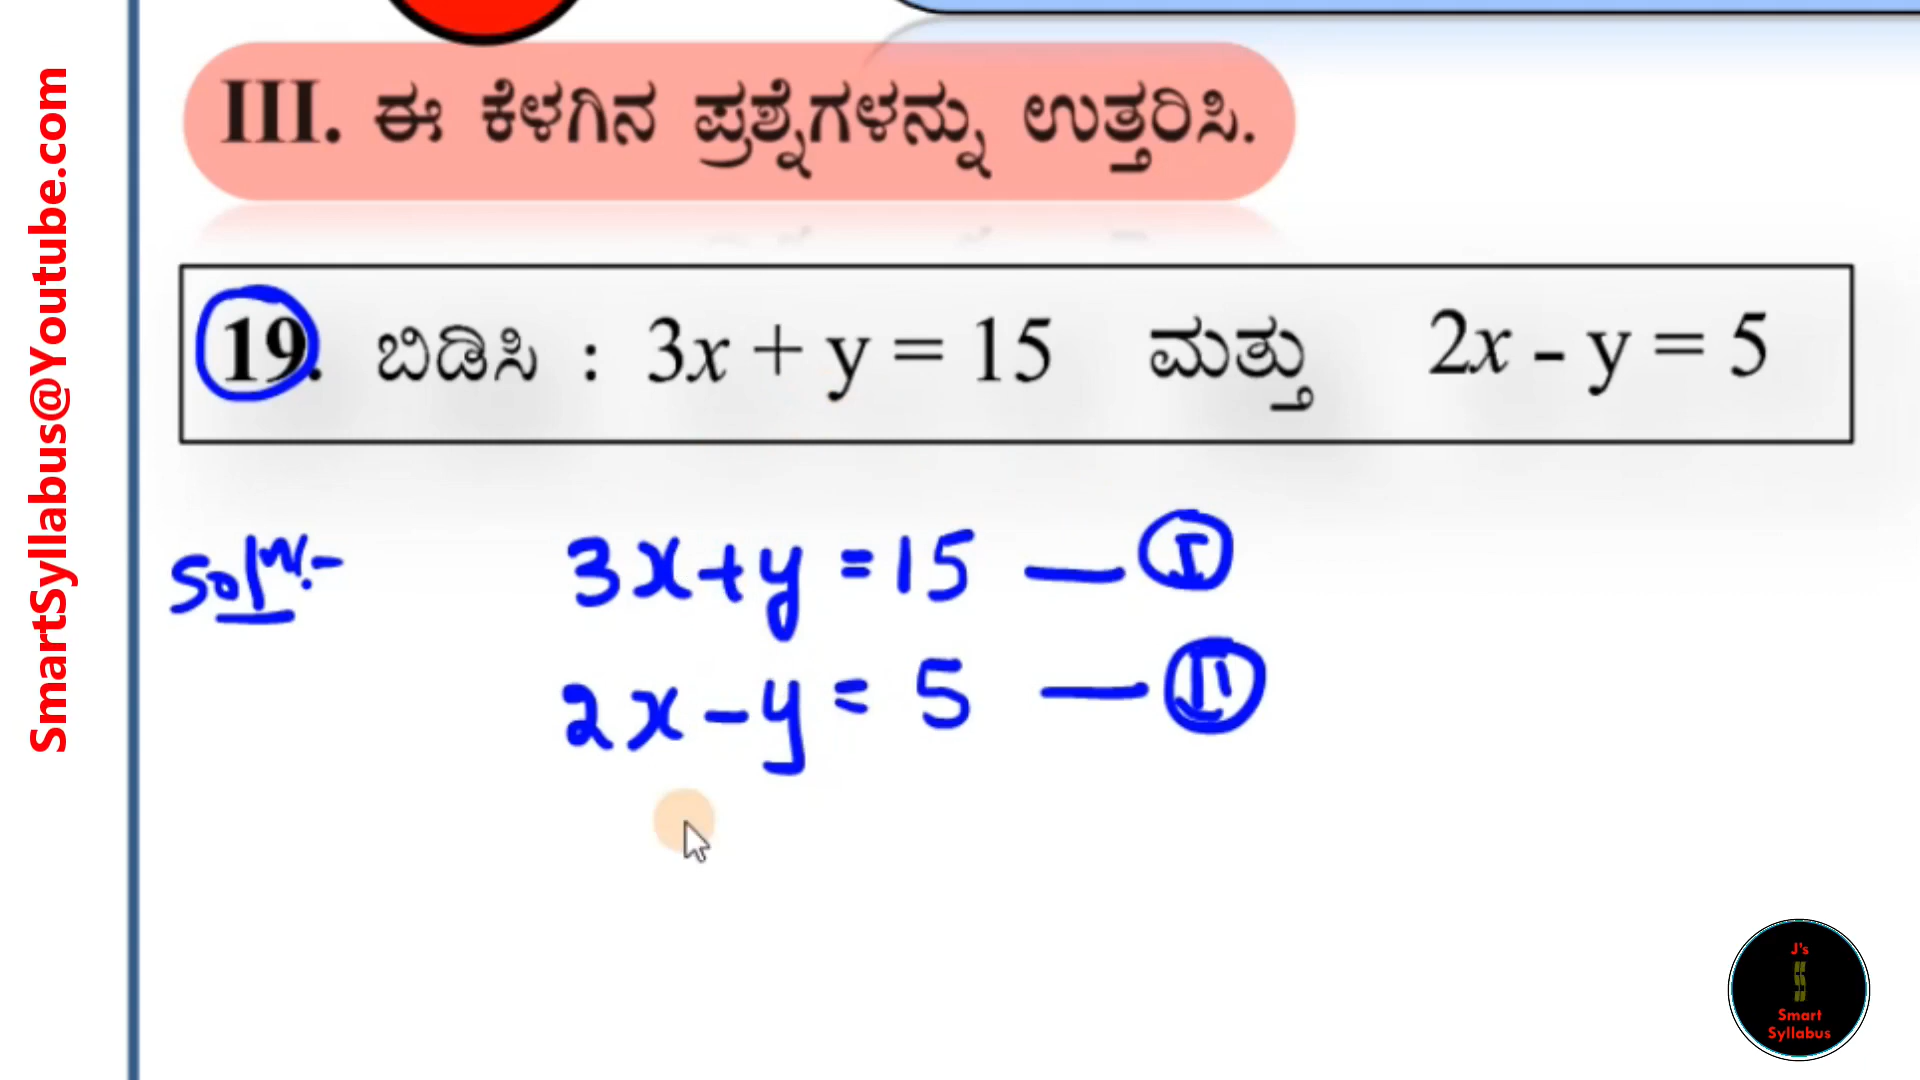 SmartSyllabus@Youtube.com
III. ಈ ಕೆಳಗಿನ ಪ್ರಶ್ನೆಗಳನ್ನು ಉತ್ತರಿಸಿ.
19. ಬಿಡಿಸಿ : 3x + y = 15 ಮತ್ತು 2x - y = 5
Soln:- 3x+y = 15 — I
2x - y = 5 — II
J's
S
Smart
Syllabus